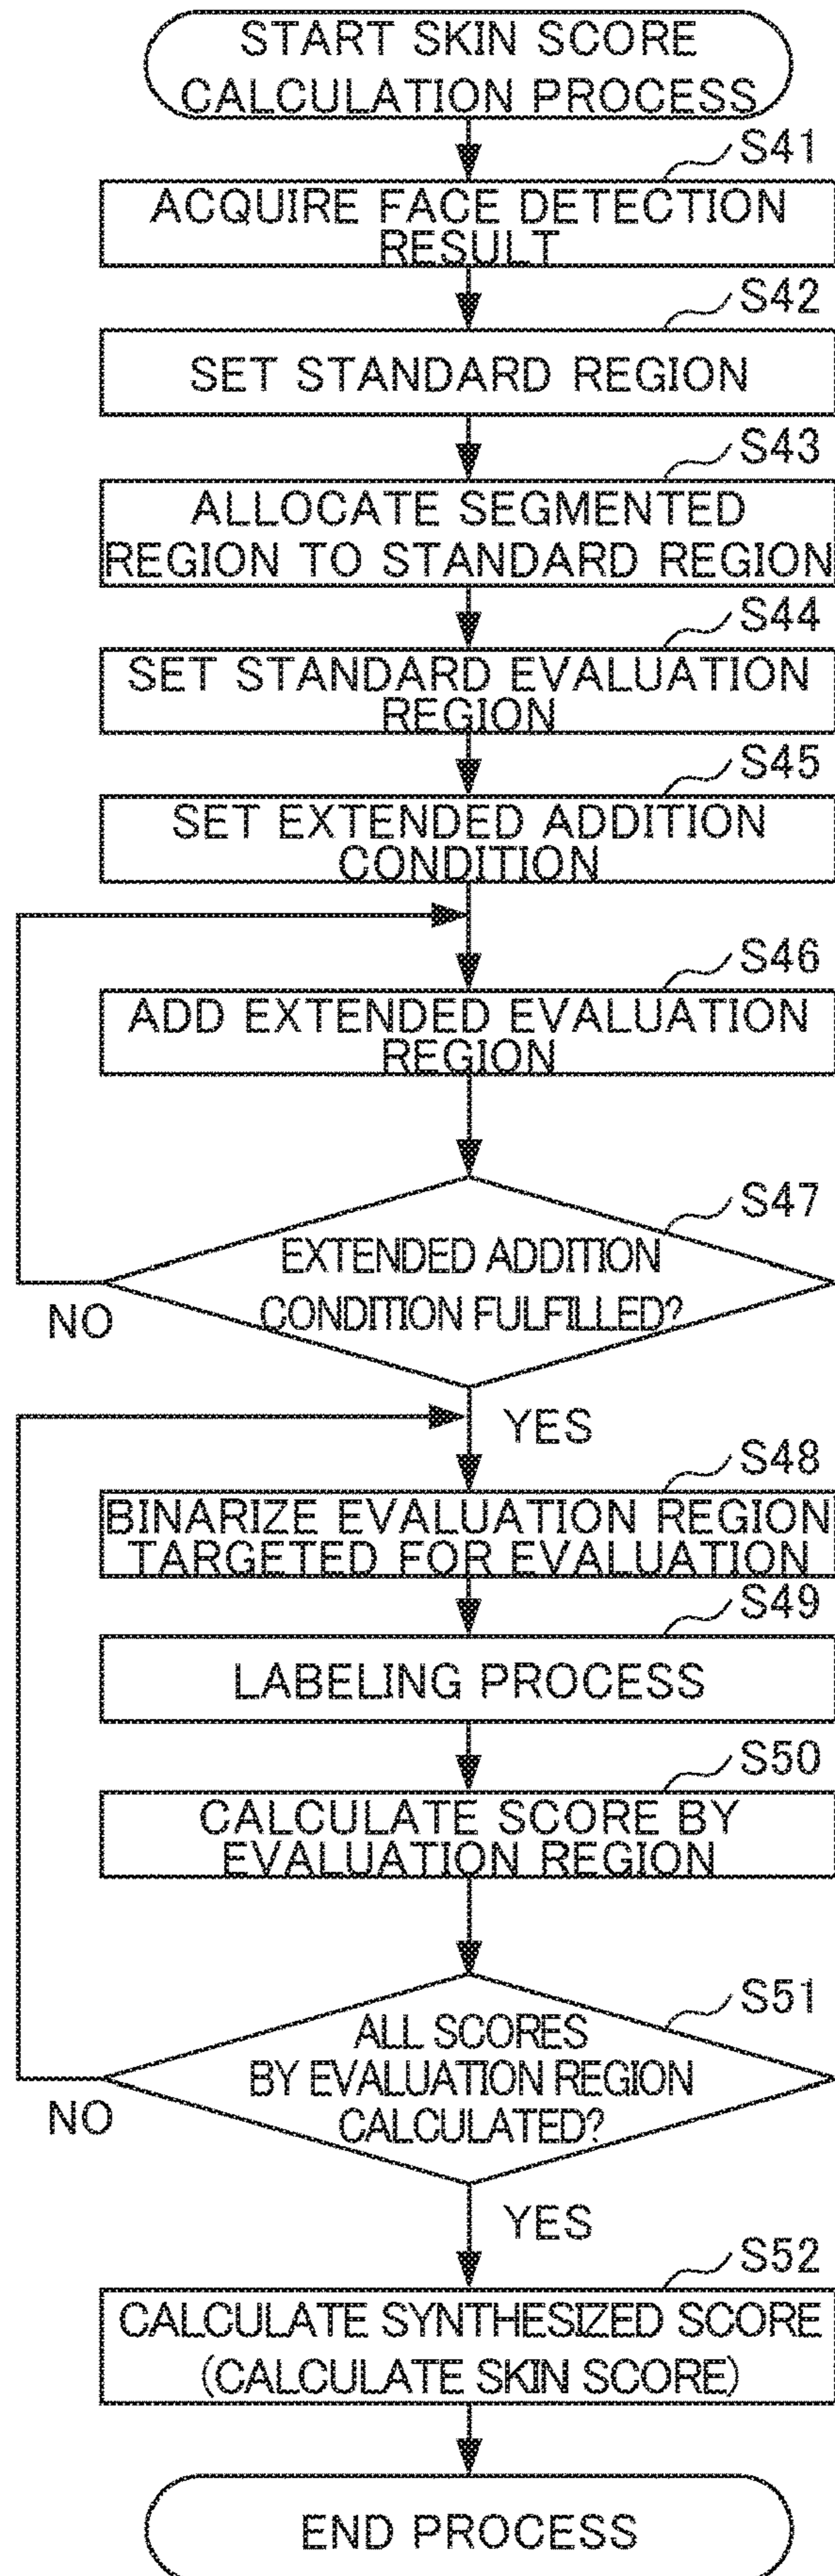 START SKIN SCORE
CALCULATION PROCESS
S41
ACQUIRE FACE DETECTION
RESULT
S42
SET STANDARD REGION
S43
ALLOCATE SEGMENTED
REGION TO STANDARD REGION
S44
SET STANDARD EVALUATION
REGION
S45
SET EXTENDED ADDITION
CONDITION
S46
ADD EXTENDED EVALUATION
REGION
S47
EXTENDED ADDITION
CONDITION FULFILLED?
NO
YES
S48
BINARIZE EVALUATION REGION
TARGETED FOR EVALUATION
S49
LABELING PROCESS
S50
CALCULATE SCORE BY
EVALUATION REGION
S51
ALL SCORES
BY EVALUATION REGION
CALCULATED?
NO
YES
S52
CALCULATE SYNTHESIZED SCORE
(CALCULATE SKIN SCORE)
END PROCESS